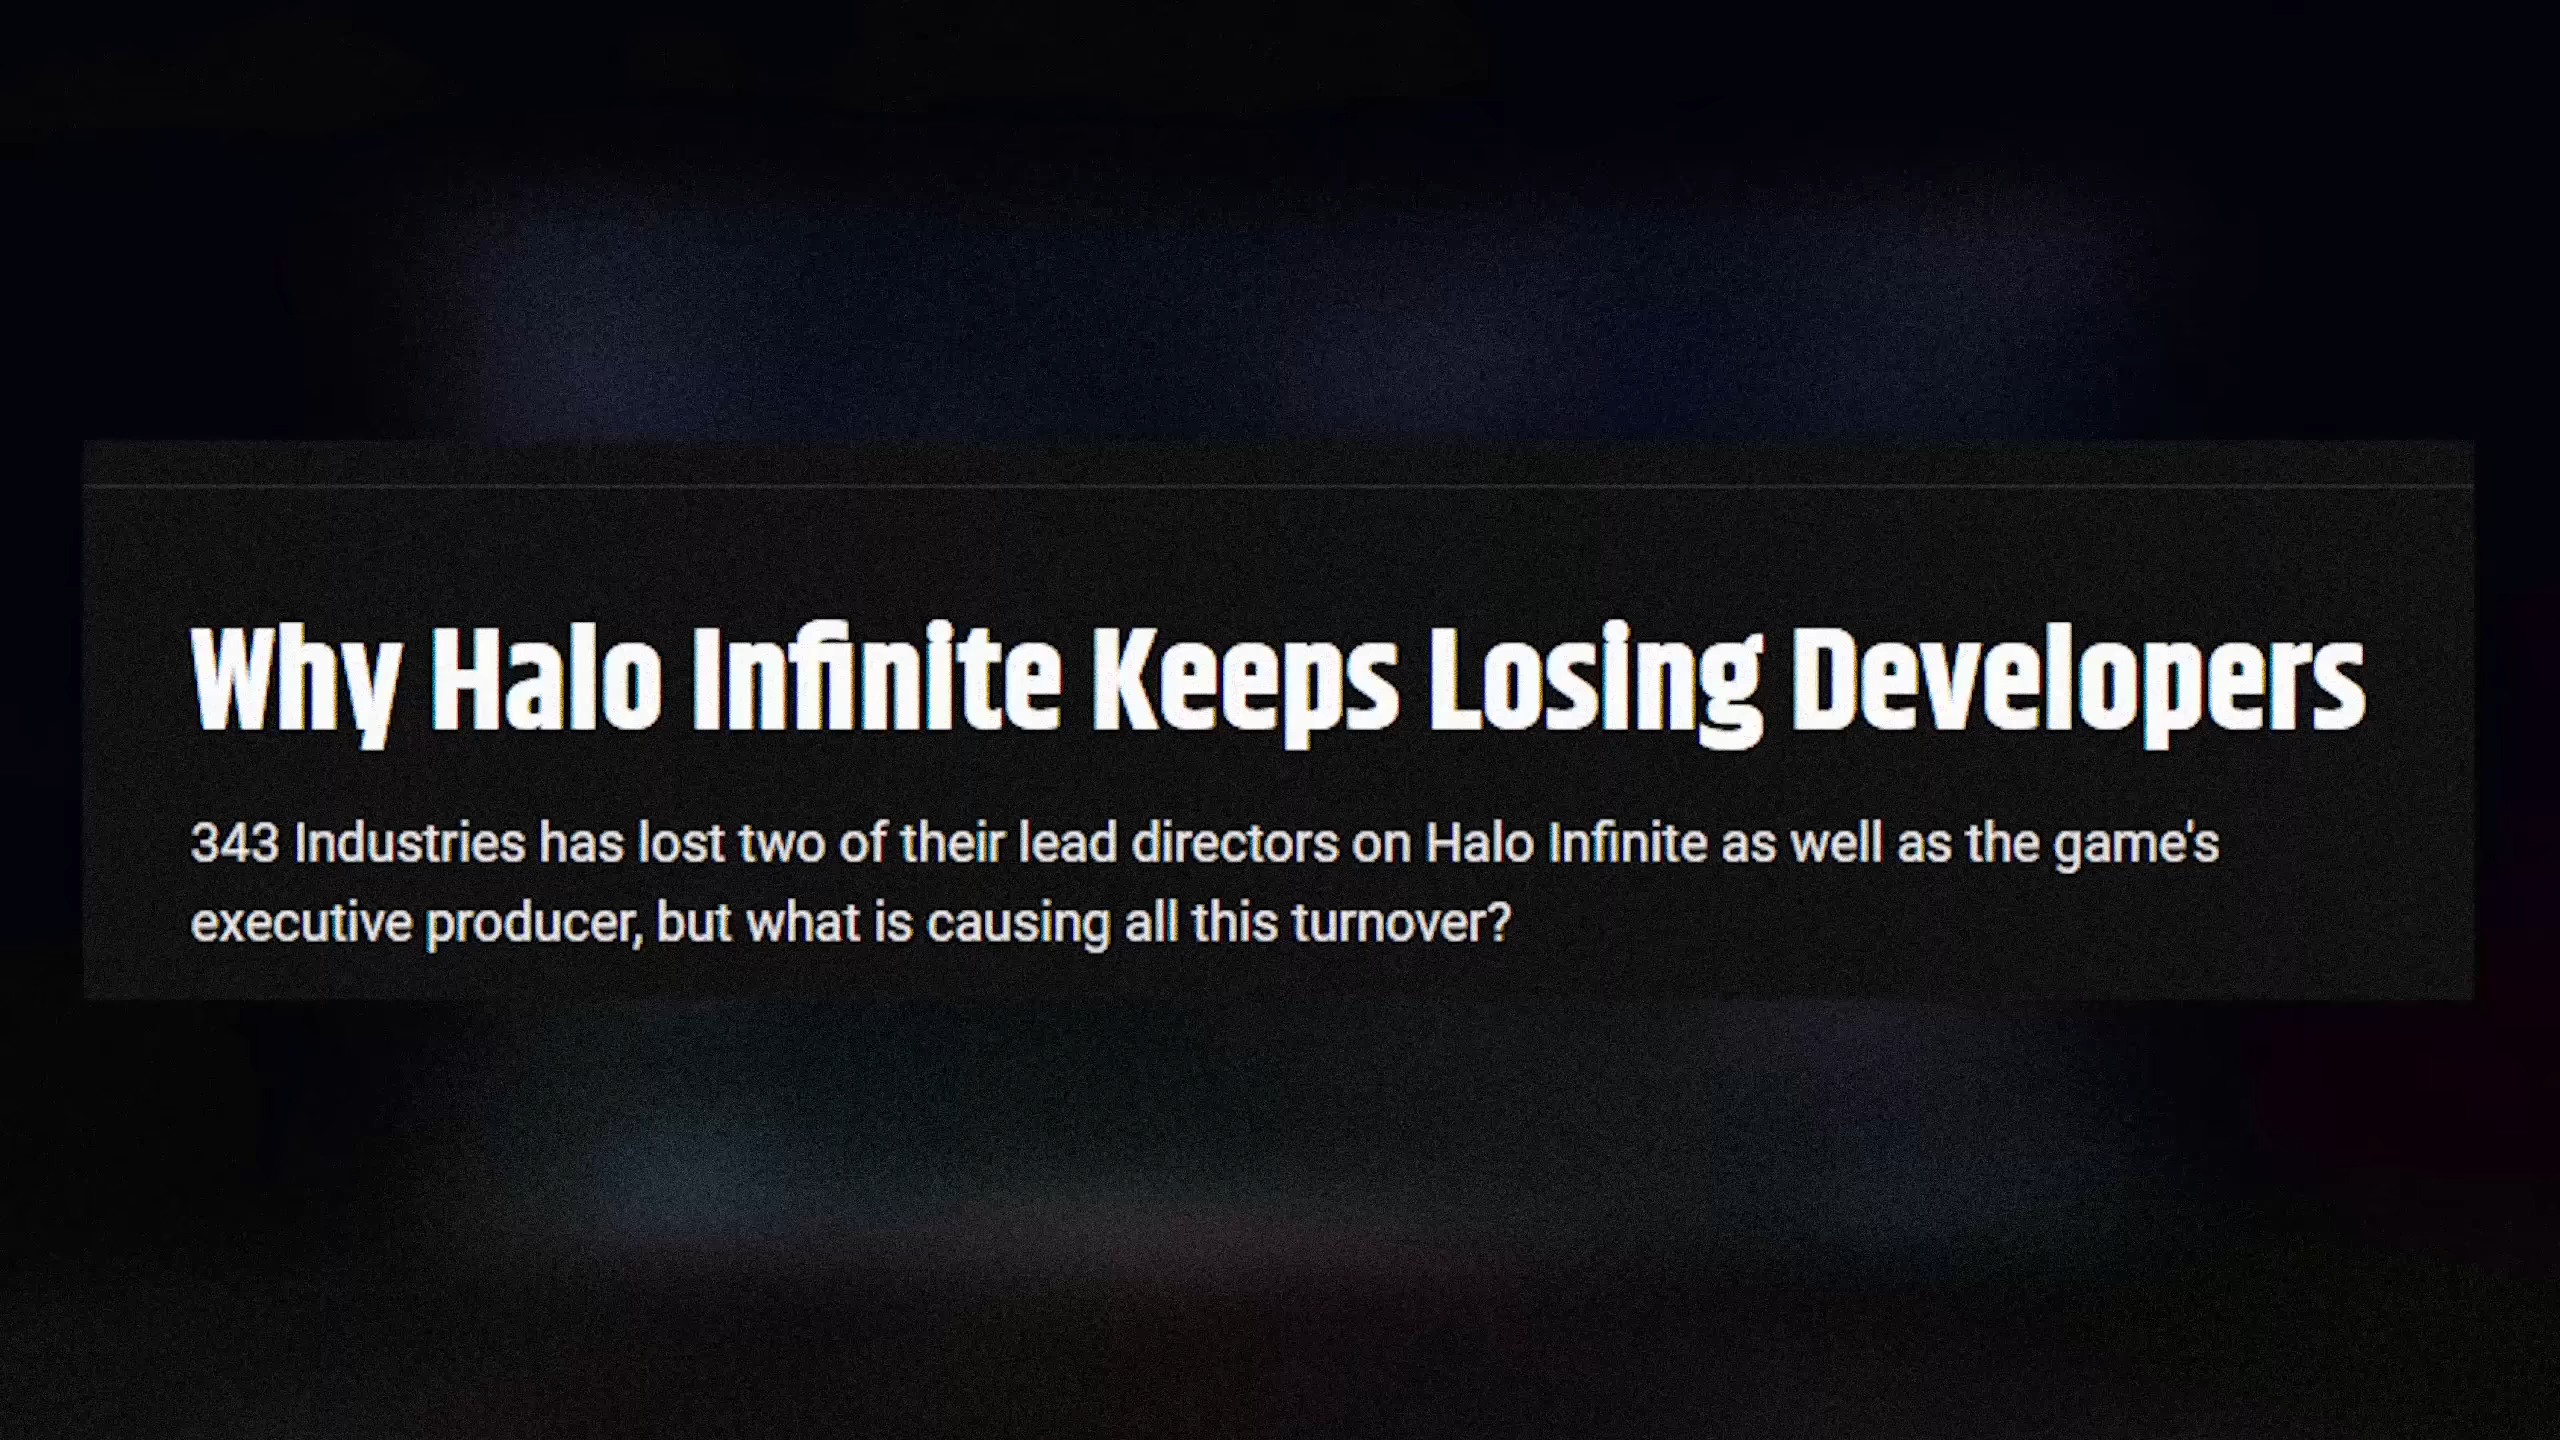 Why Halo Infinite Keeps Losing Developers
343 Industries has lost two of their lead directors on Halo Infinite as well as the game's
executive producer, but what is causing all this turnover?